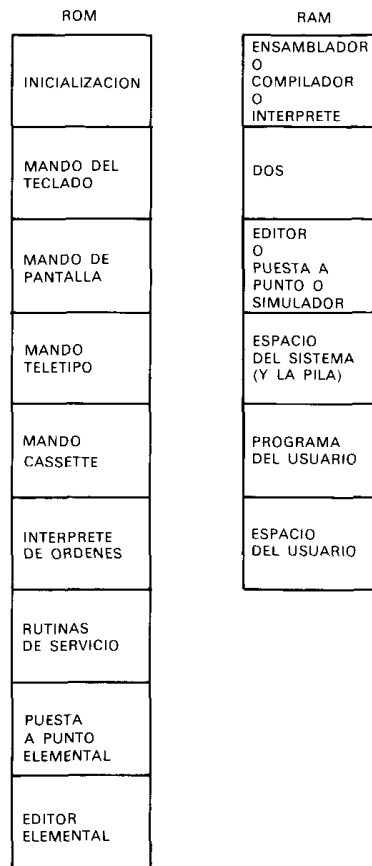 ROM
INICIALIZACION
MANDO DEL
TECLADO
MANDO DE
PANTALLA
MANDO
TELETIPO
MANDO
CASSETTE
INTERPRETE
DE ORDENES
RUTINAS
DE SERVICIO
PUESTA
A PUNTO
ELEMENTAL
EDITOR
ELEMENTAL
RAM
ENSAMBLADOR
O
COMPILADOR
O
INTERPRETE
DOS
EDITOR
O
PUESTA A
PUNTO O
SIMULADOR
ESPACIO
DEL SISTEMA
(Y LA PILA)
PROGRAMA
DEL USUARIO
ESPACIO
DEL USUARIO